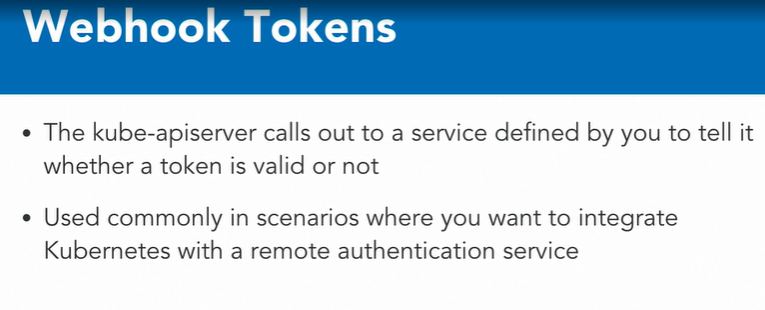 Webhook Tokens
• The kube-apiserver calls out to a service defined by you to tell it
whether a token is valid or not
• Used commonly in scenarios where you want to integrate
Kubernetes with a remote authentication service